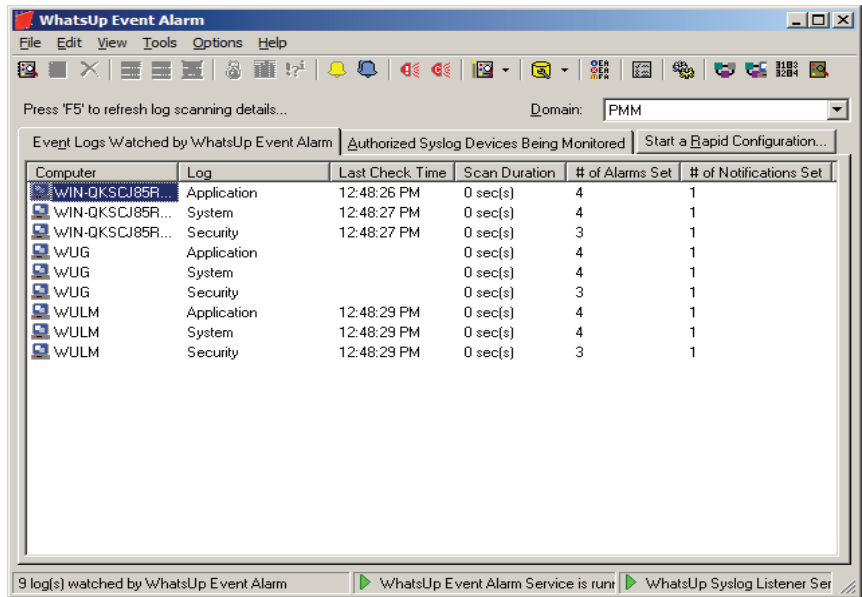 WhatsUp Event Alarm
File Edit View Tools Options Help
Press 'F5' to refresh log scanning details... Domain: PMM
Event Logs Watched by WhatsUp Event Alarm Authorized Syslog Devices Being Monitored Start a Rapid Configuration...
Computer Log Last Check Time Scan Duration # of Alarms Set # of Notifications Set
WIN-QKSCJ85R... Application 12:48:26 PM 0 sec(s) 4 1
WIN-QKSCJ85R... System 12:48:27 PM 0 sec(s) 4 1
WIN-QKSCJ85R... Security 12:48:27 PM 0 sec(s) 3 1
WUG Application 0 sec(s) 4 1
WUG System 0 sec(s) 4 1
WUG Security 0 sec(s) 3 1
WULM Application 12:48:29 PM 0 sec(s) 4 1
WULM System 12:48:29 PM 0 sec(s) 4 1
WULM Security 12:48:29 PM 0 sec(s) 3 1
9 log(s) watched by WhatsUp Event Alarm WhatsUp Event Alarm Service is runr WhatsUp Syslog Listener Ser